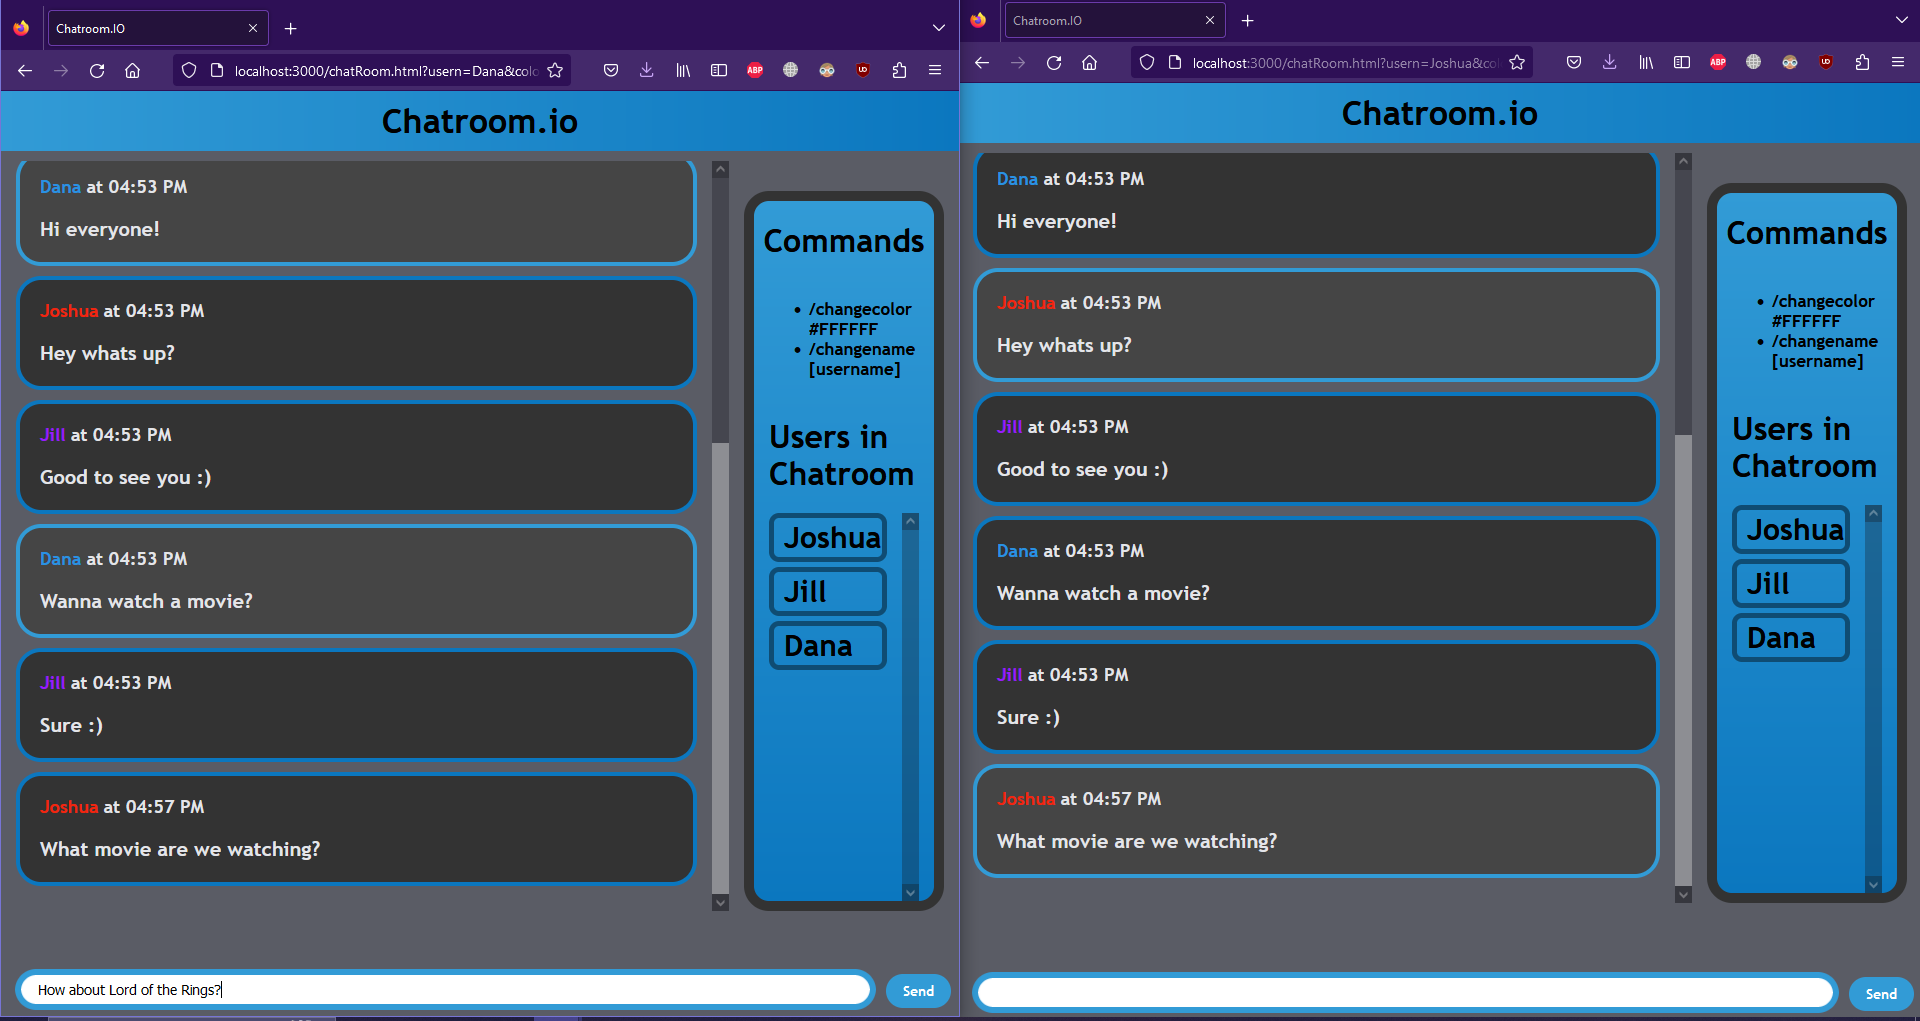 Chatroom.IO
localhost:3000/chatRoom.html?usern=Dana&colo
ABP
UD
Chatroom.io
Dana at 04:53 PM
Hi everyone!
Joshua at 04:53 PM
Hey whats up?
Jill at 04:53 PM
Good to see you :)
Dana at 04:53 PM
Wanna watch a movie?
Jill at 04:53 PM
Sure :)
Joshua at 04:57 PM
What movie are we watching?
Commands
/changecolor
#FFFFFF
/changename
[username]
Users in
Chatroom
Joshua
Jill
Dana
How about Lord of the Rings?
Send
Chatroom.IO
localhost:3000/chatRoom.html?usern=Joshua&co
ABP
UD
Chatroom.io
Dana at 04:53 PM
Hi everyone!
Joshua at 04:53 PM
Hey whats up?
Jill at 04:53 PM
Good to see you :)
Dana at 04:53 PM
Wanna watch a movie?
Jill at 04:53 PM
Sure :)
Joshua at 04:57 PM
What movie are we watching?
Commands
/changecolor
#FFFFFF
/changename
[username]
Users in
Chatroom
Joshua
Jill
Dana
Send